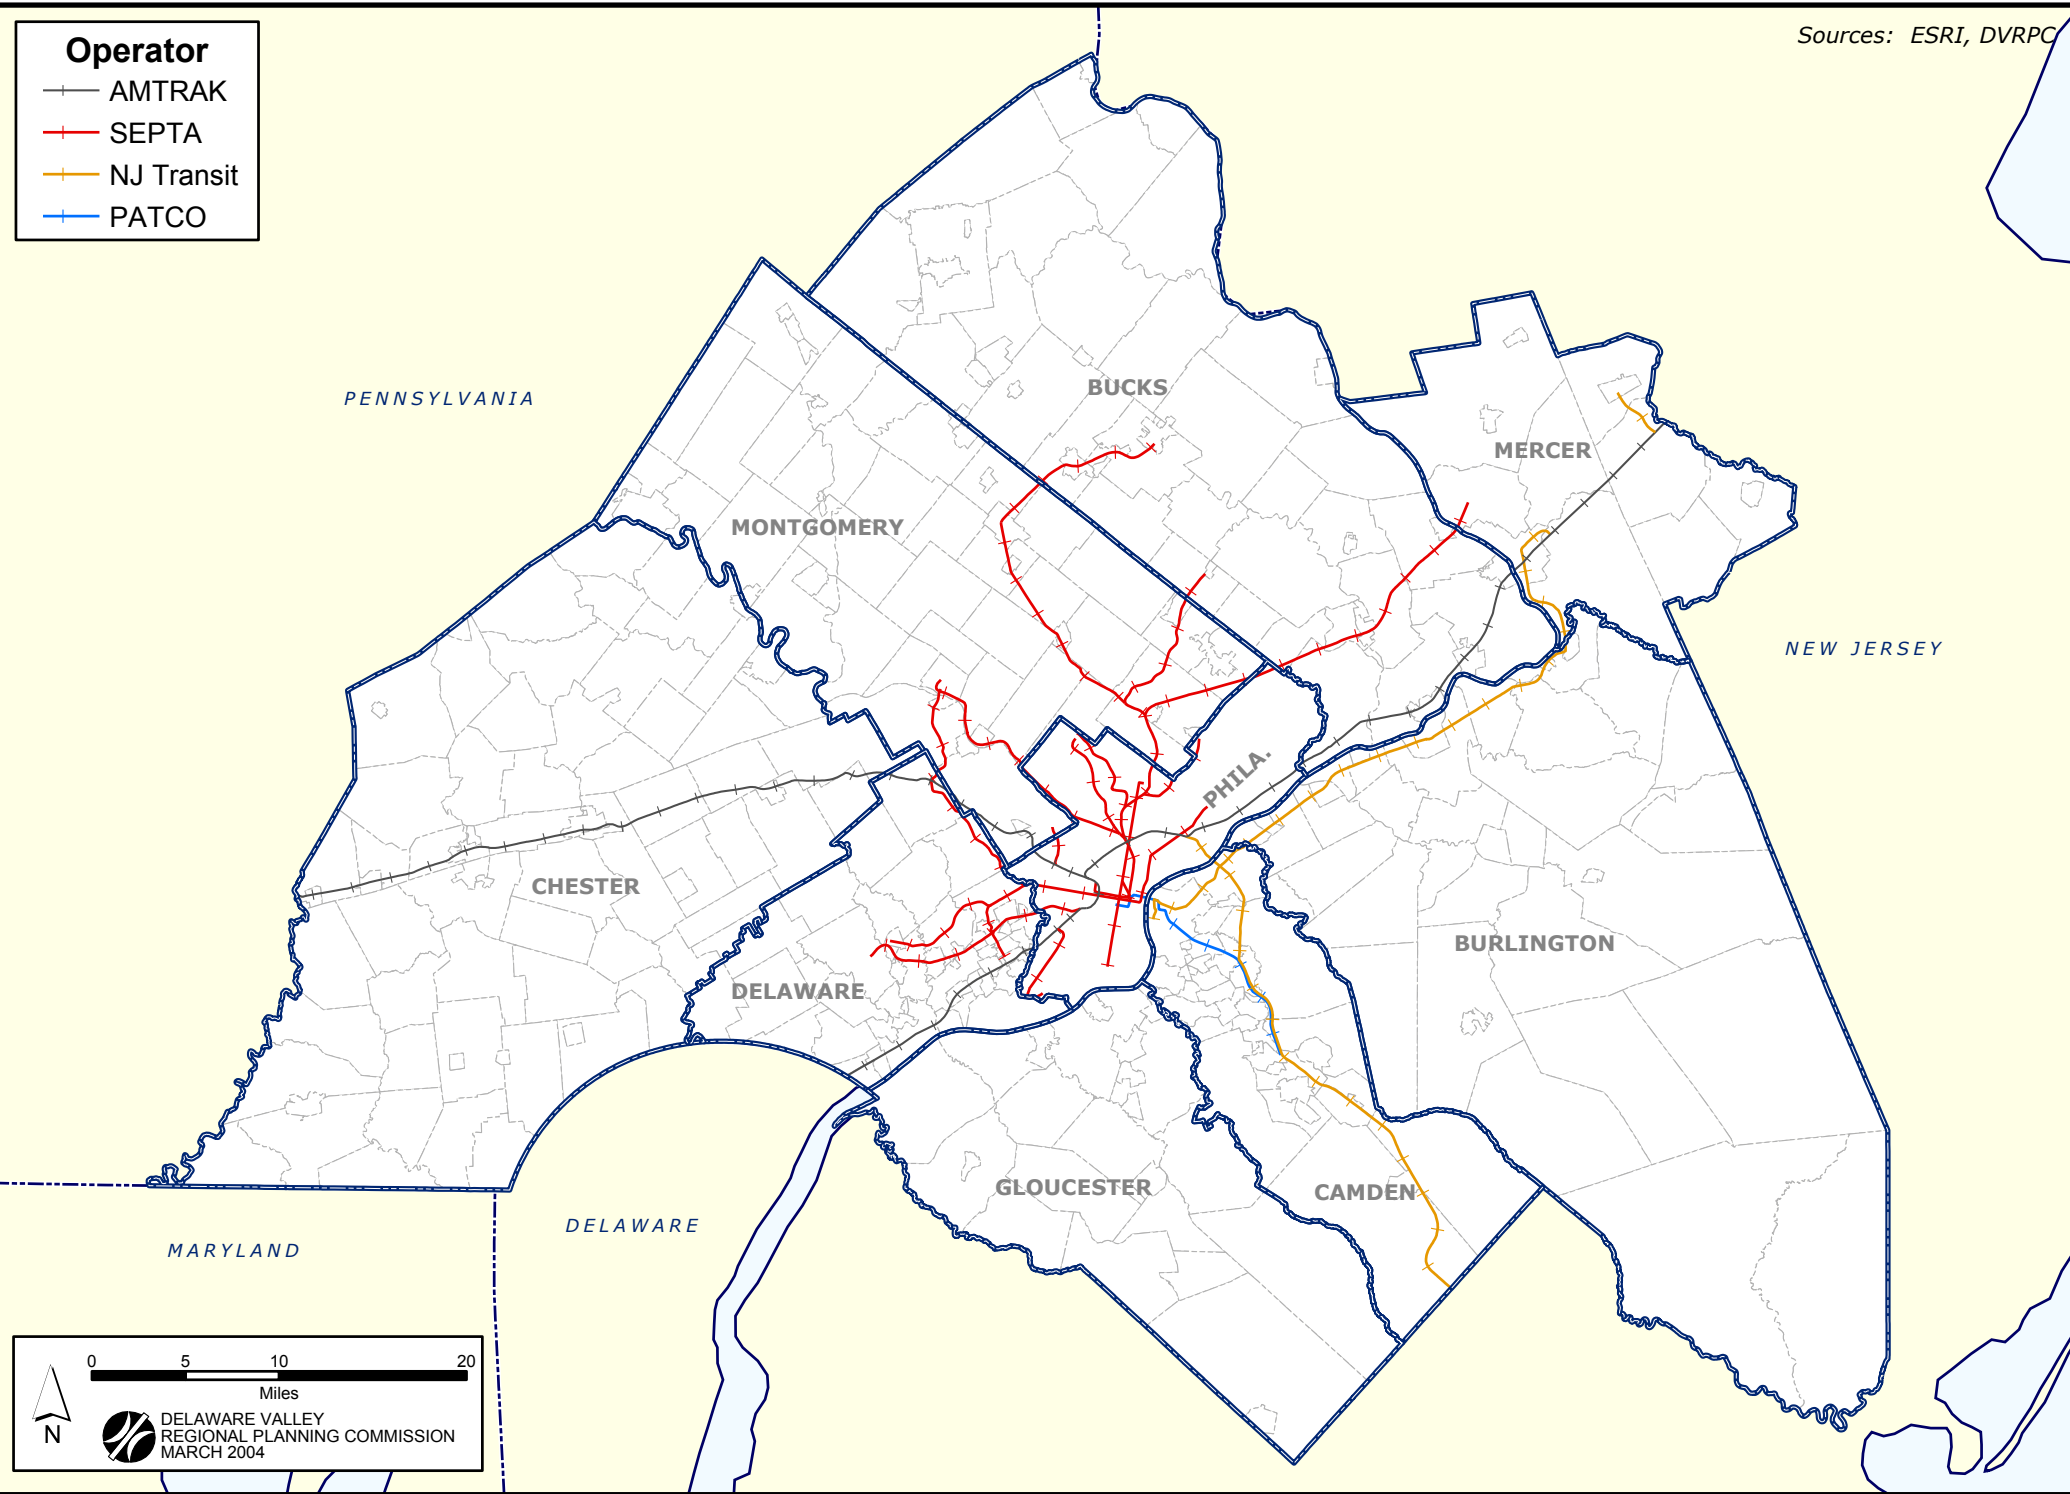 Operator
AMTRAK
SEPTA
NJ Transit
PATCO
Sources: ESRI, DVRPC
PENNSYLVANIA
BUCKS
MERCER
MONTGOMERY
NEW JERSEY
PHILA.
CHESTER
BURLINGTON
DELAWARE
GLOUCESTER
CAMDEN
DELAWARE
MARYLAND
0 5 10 20
Miles
N
DELAWARE VALLEY
REGIONAL PLANNING COMMISSION
MARCH 2004